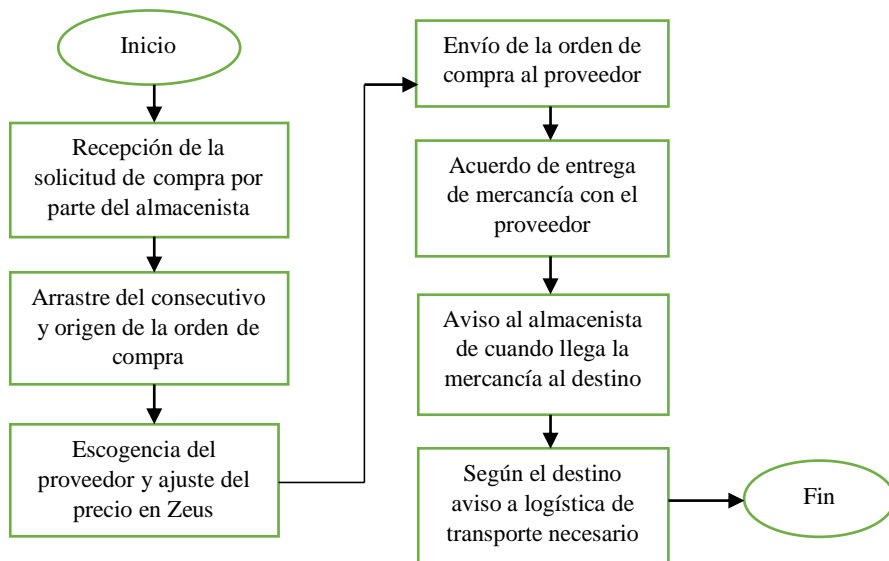 Inicio
Recepción de la
solicitud de compra por
parte del almacenista
Arrastre del consecutivo
y origen de la orden de
compra
Escogencia del
proveedor y ajuste del
precio en Zeus
Envío de la orden de
compra al proveedor
Acuerdo de entrega
de mercancía con el
proveedor
Aviso al almacenista
de cuando llega la
mercancía al destino
Según el destino
aviso a logística de
transporte necesario
Fin